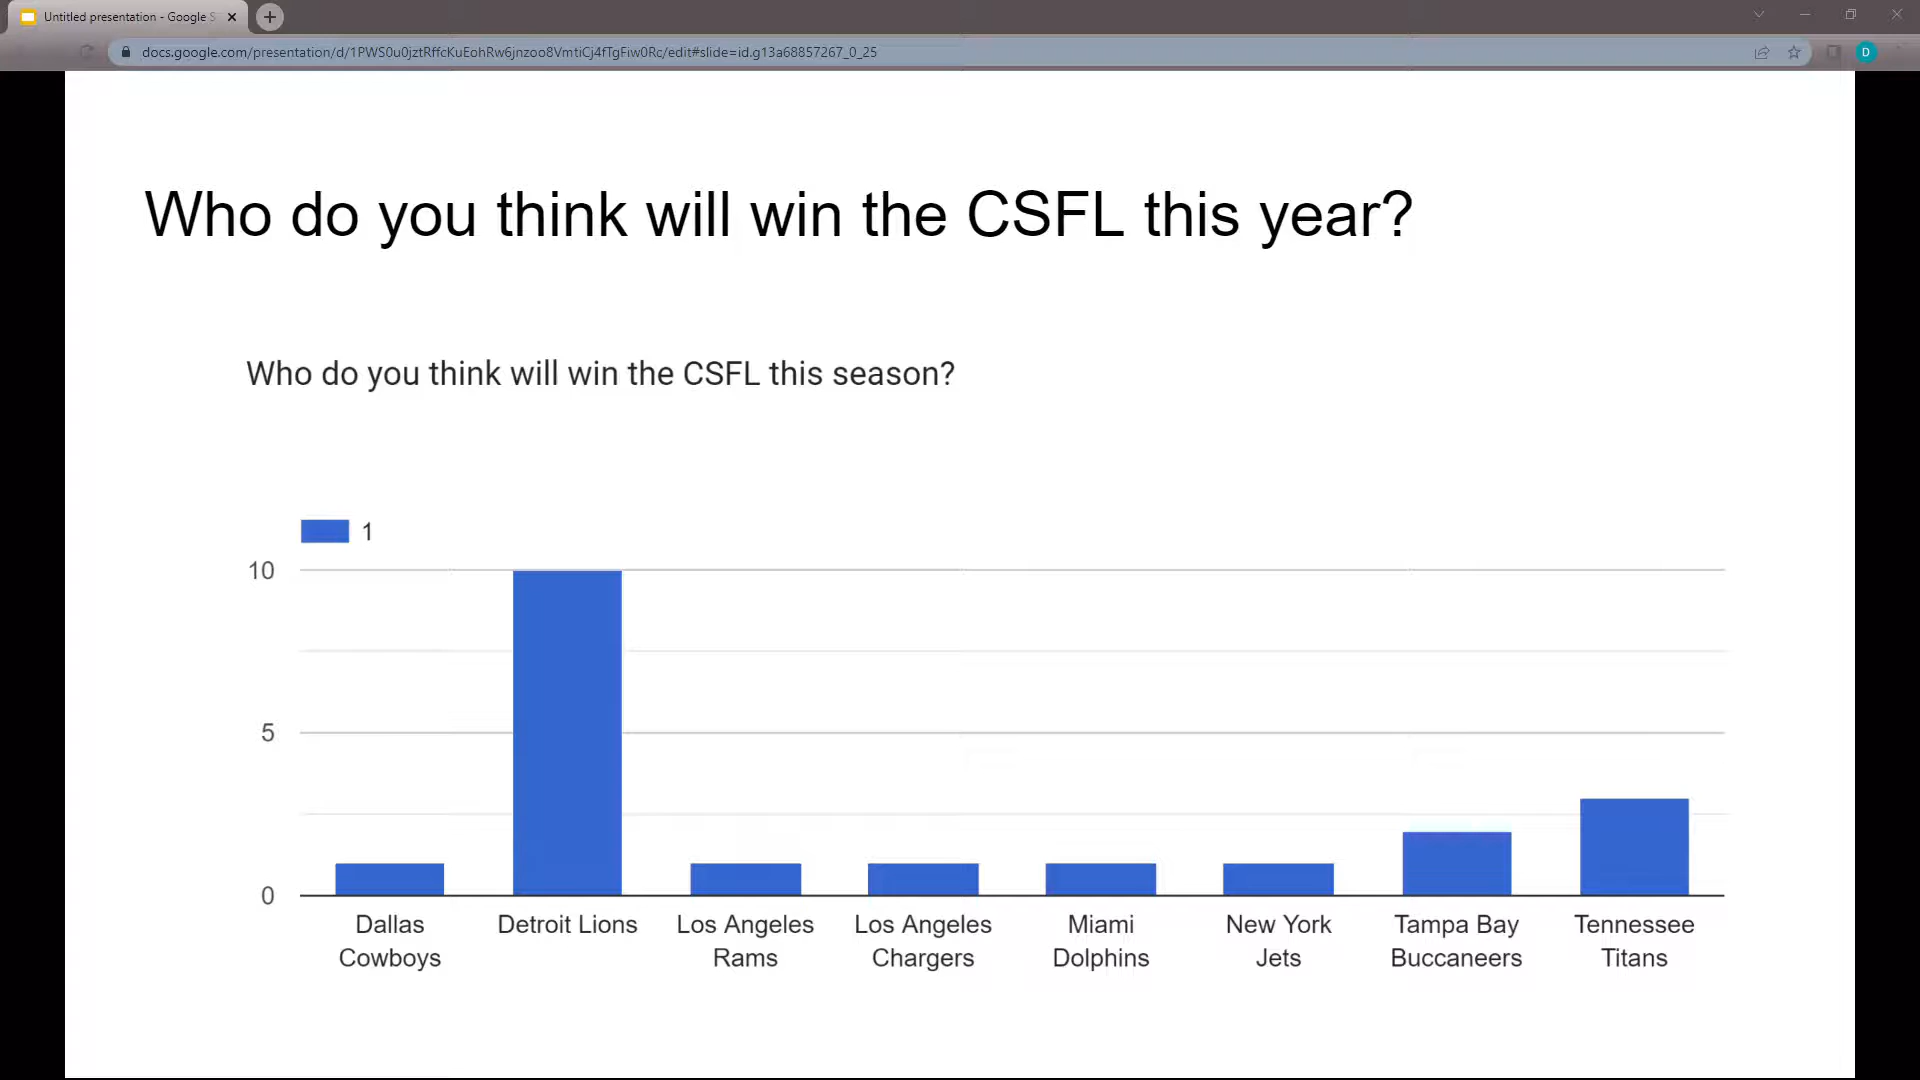 Untitled presentation - Google S
docs.google.com/presentation/d/1PWS0u0jztRffcKuEohRw6jnzoo8VmtiCj4fTgFiw0Rc/edit#slide=id.g13a68857267_0_25
D
Who do you think will win the CSFL this year?
Who do you think will win the CSFL this season?
1
10
5
0
Dallas Cowboys
Detroit Lions
Los Angeles Rams
Los Angeles Chargers
Miami Dolphins
New York Jets
Tampa Bay Buccaneers
Tennessee Titans